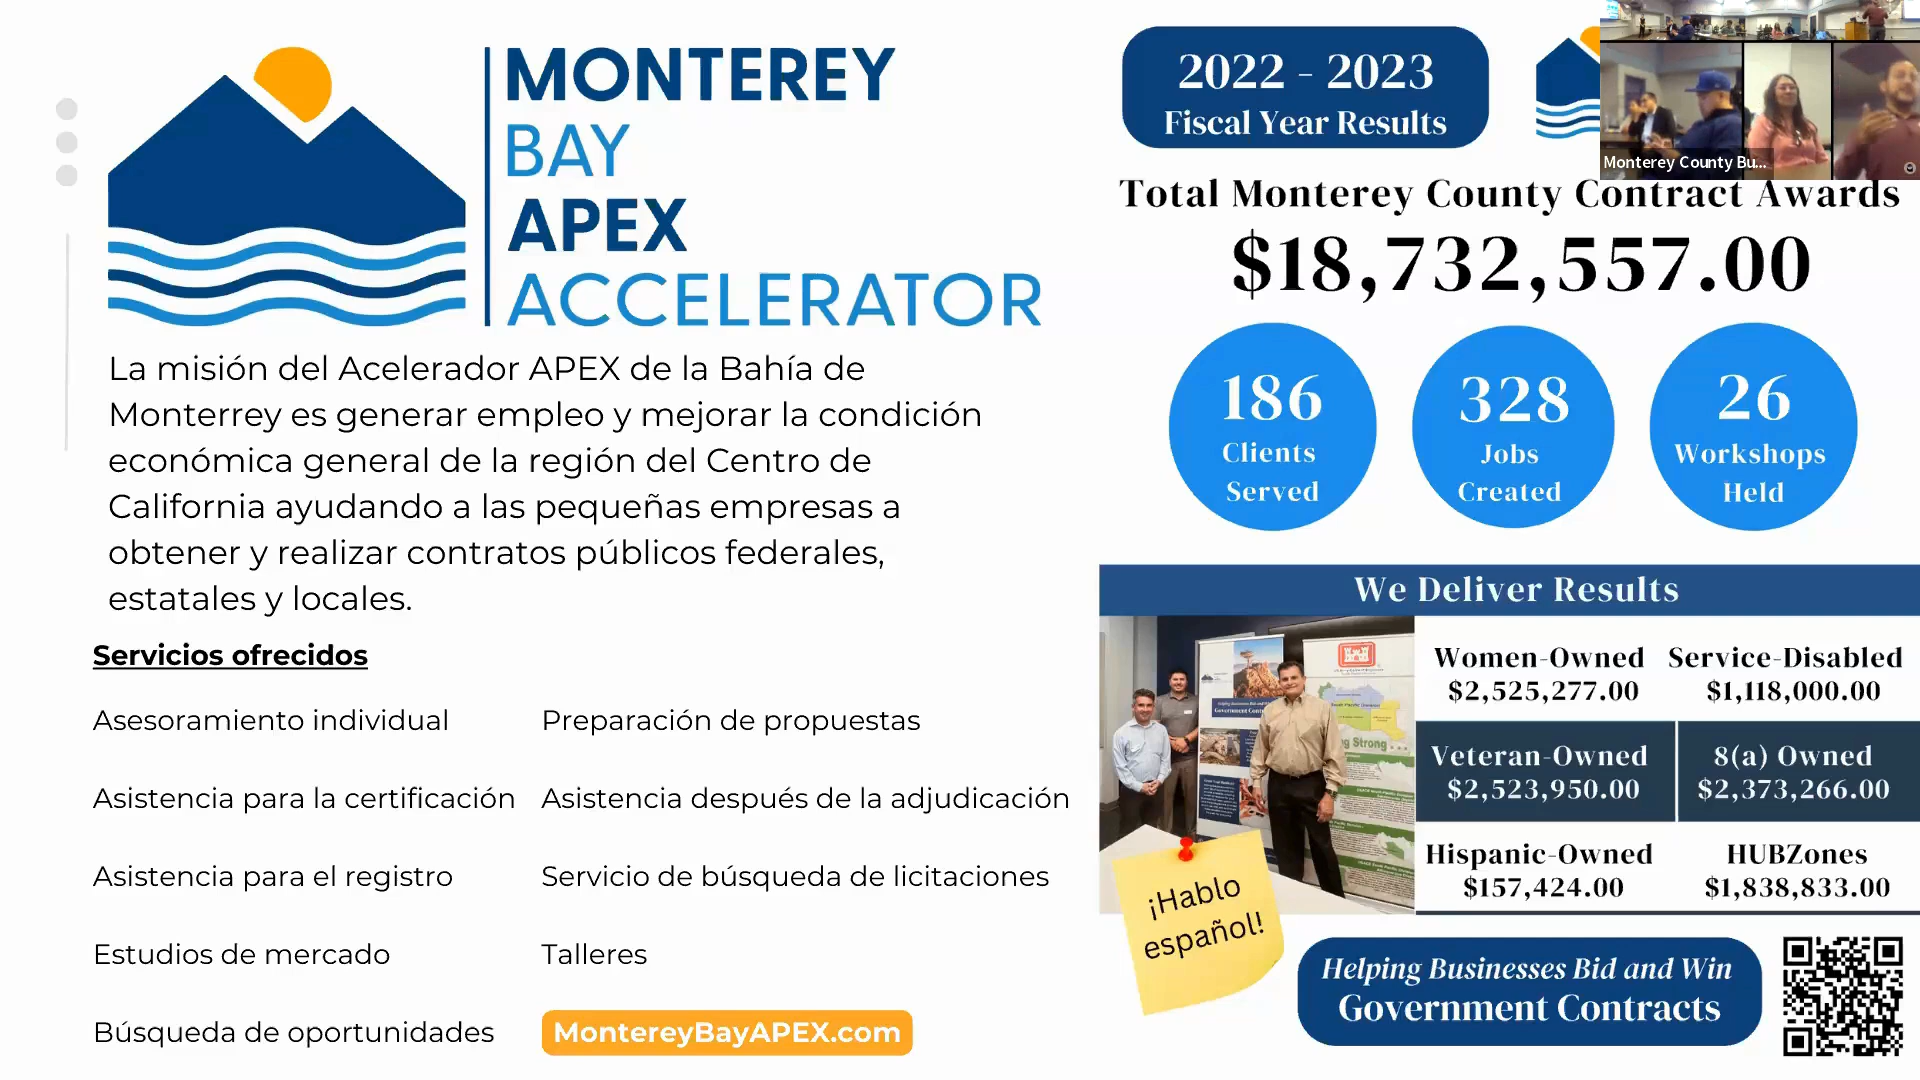 MONTEREY
BAY
APEX
ACCELERATOR
La misión del Acelerador APEX de la Bahía de
Monterrey es generar empleo y mejorar la condición
económica general de la región del Centro de
California ayudando a las pequeñas empresas a
obtener y realizar contratos públicos federales,
estatales y locales.
Servicios ofrecidos
Asesoramiento individual
Asistencia para la certificación
Asistencia para el registro
Estudios de mercado
Búsqueda de oportunidades
Preparación de propuestas
Asistencia después de la adjudicación
Servicio de búsqueda de licitaciones
Talleres
MontereyBayAPEX.com
2022 - 2023
Fiscal Year Results
Monterey County Bu...
Total Monterey County Contract Awards
$18,732,557.00
186
Clients
Served
328
Jobs
Created
26
Workshops
Held
We Deliver Results
Women-Owned
$2,525,277.00
Service-Disabled
$1,118,000.00
Veteran-Owned
$2,523,950.00
8(a) Owned
$2,373,266.00
Hispanic-Owned
$157,424.00
HUBZones
$1,838,833.00
¡Hablo
español!
Helping Businesses Bid and Win
Government Contracts